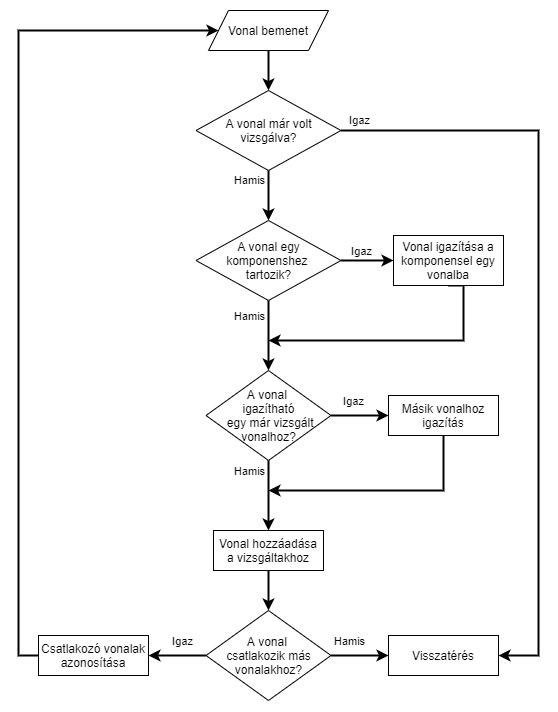 Vonal bemenet
A vonal már volt
vizsgálva?
Igaz
Hamis
A vonal egy
komponenshez
tartozik?
Igaz
Vonal igazítása a
komponensel egy
vonalba
Hamis
A vonal
igazítható
egy már vizsgált
vonalhoz?
Igaz
Másik vonalhoz
igazítás
Hamis
Vonal hozzáadása
a vizsgáltakhoz
A vonal
csatlakozik más
vonalakhoz?
Igaz
Csatlakozó vonalak
azonosítása
Hamis
Visszatérés